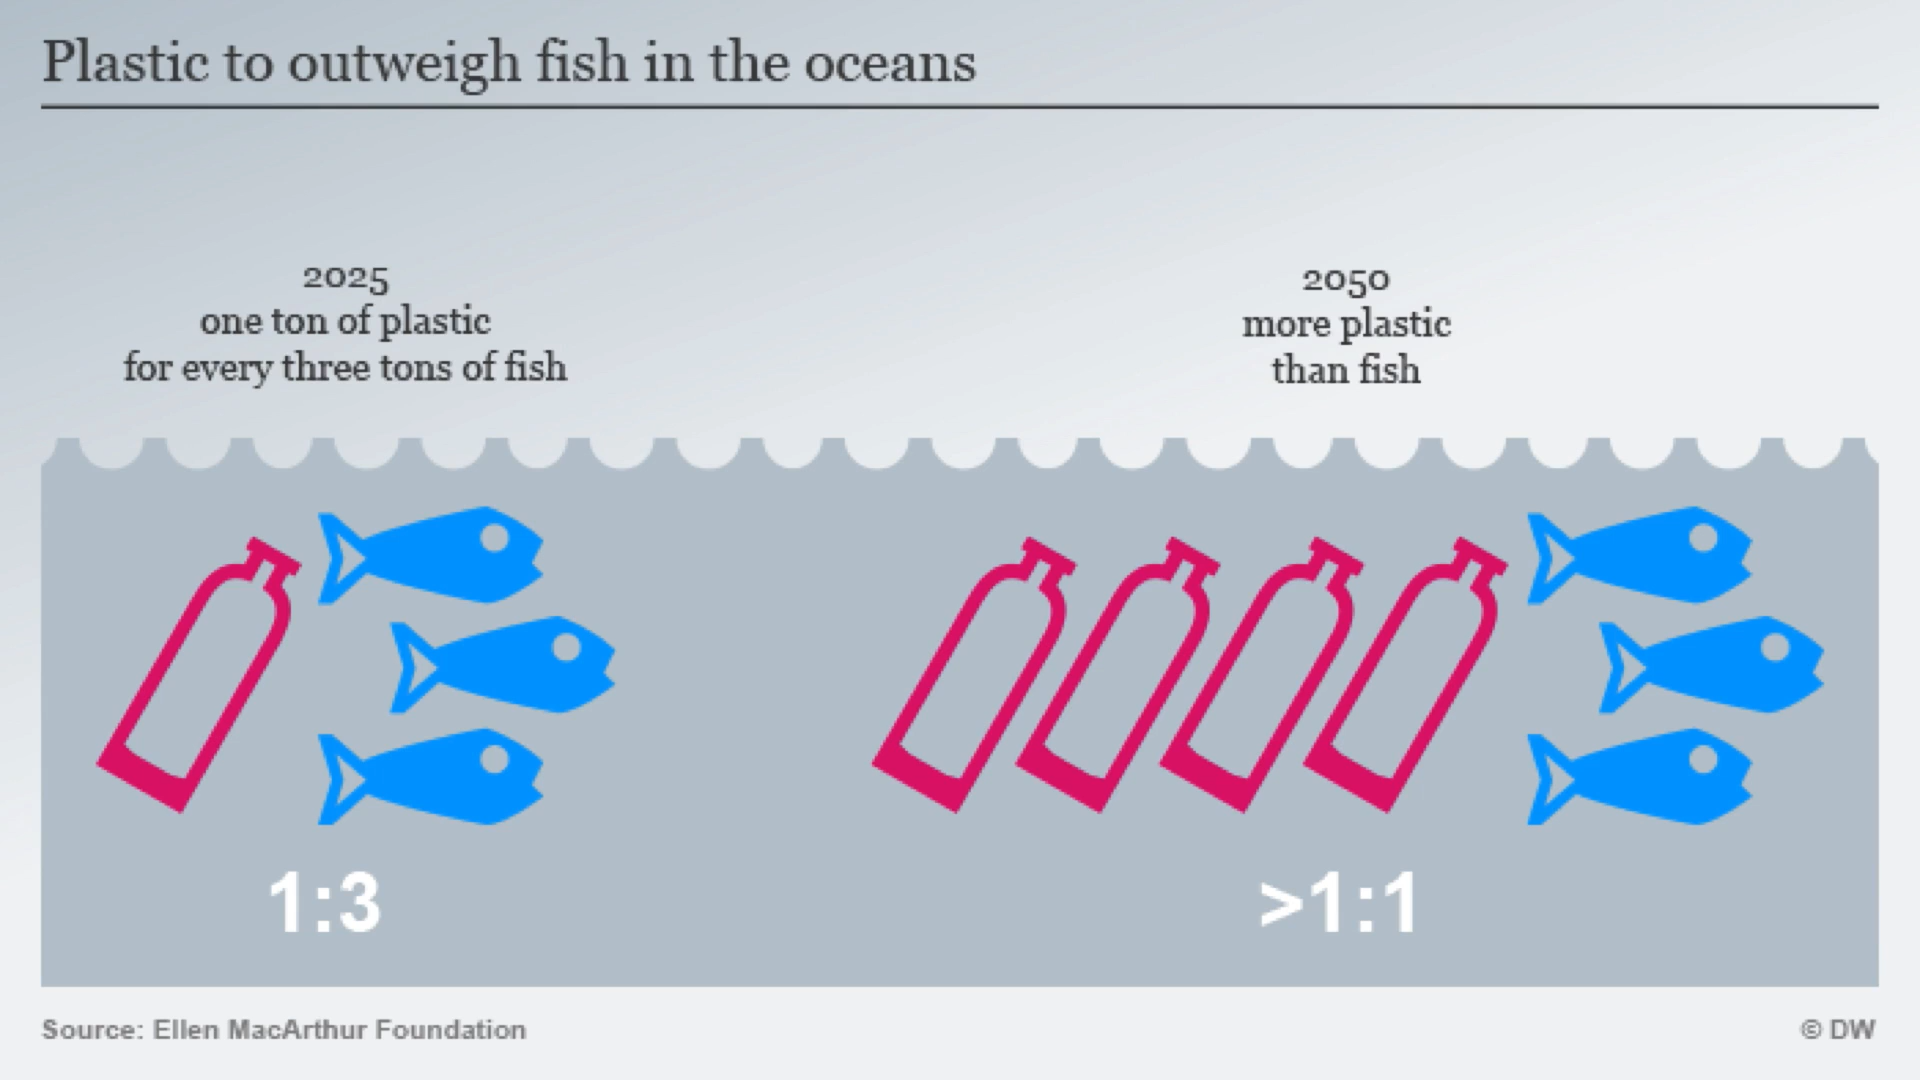 Plastic to outweigh fish in the oceans
2025
one ton of plastic
for every three tons of fish
2050
more plastic
than fish
1:3
>1:1
Source: Ellen MacArthur Foundation
© DW